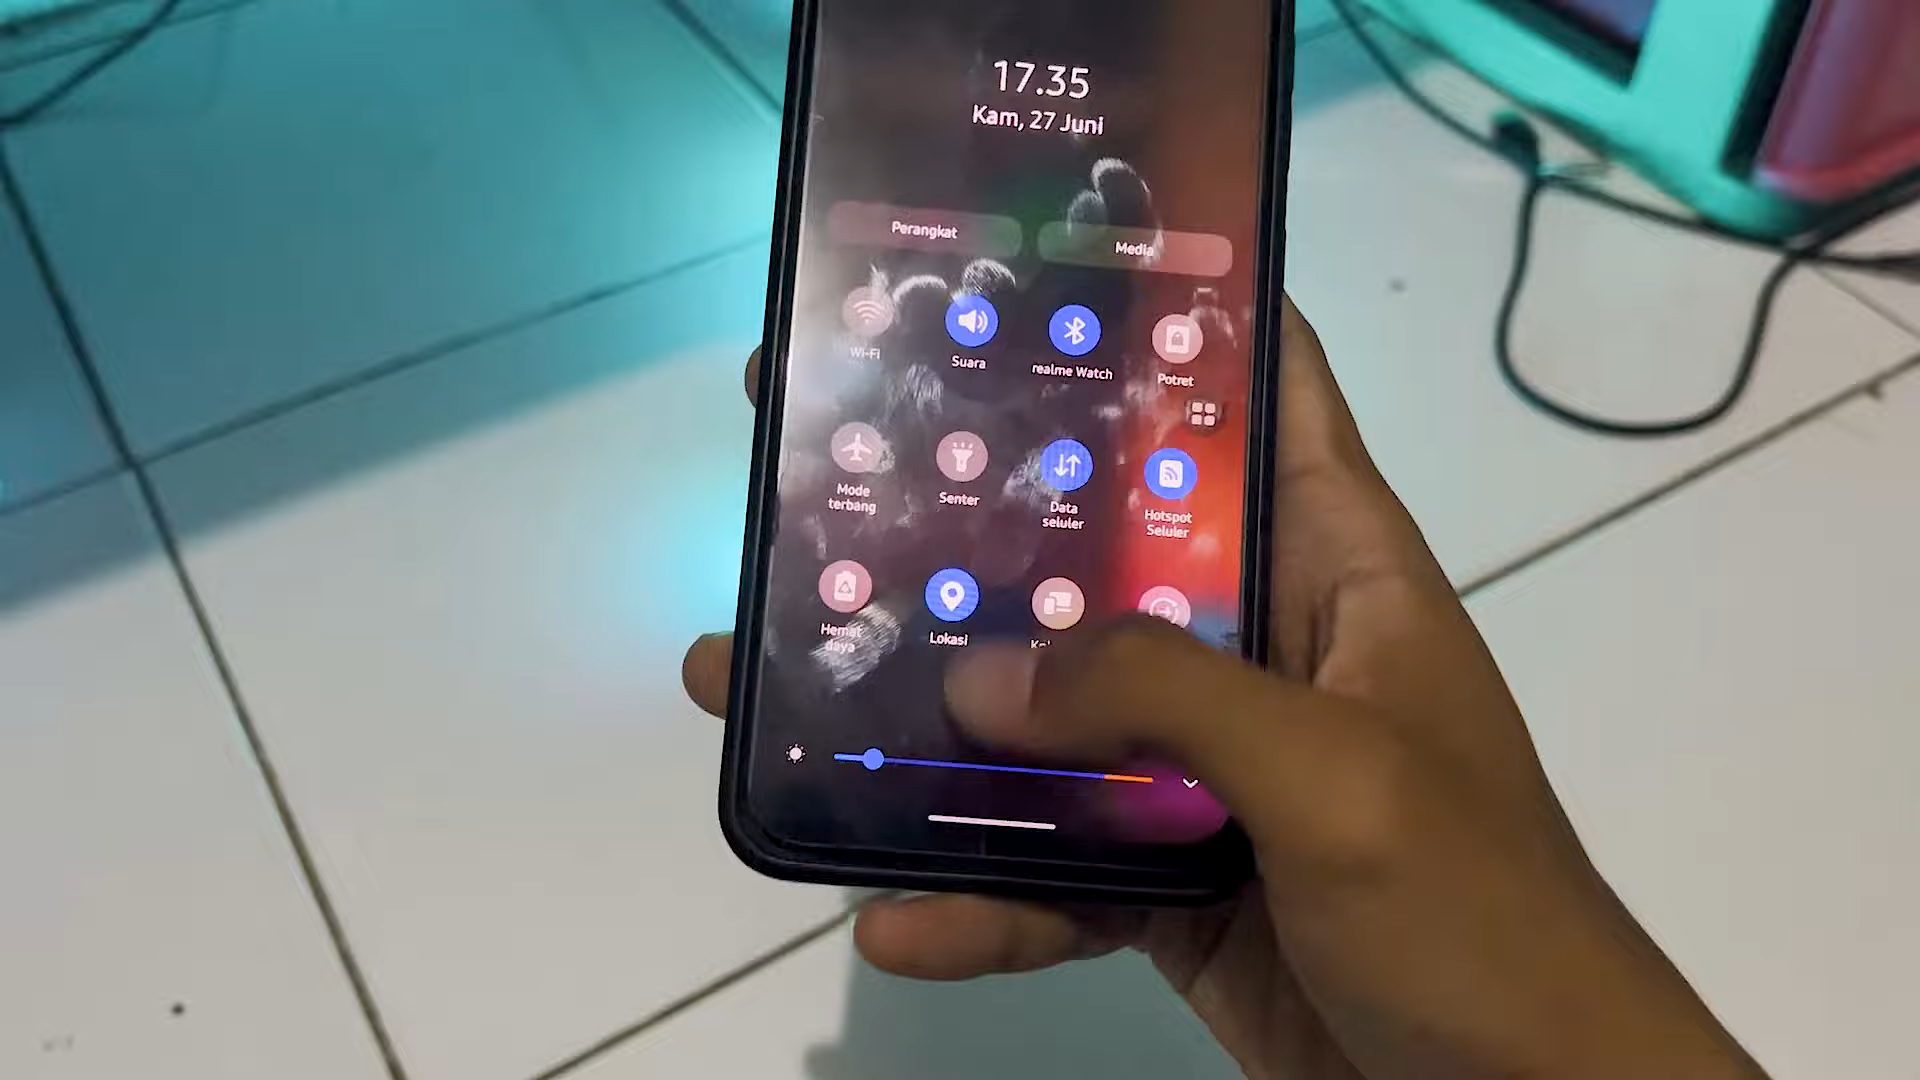 17.35
Kam, 27 Juni
Perangkat
Media
Wi-Fi
Suara
realme Watch
Potret
Mode
terbang
Senter
Data
seluler
Hotspot
Seluler
Hemat
daya
Lokasi